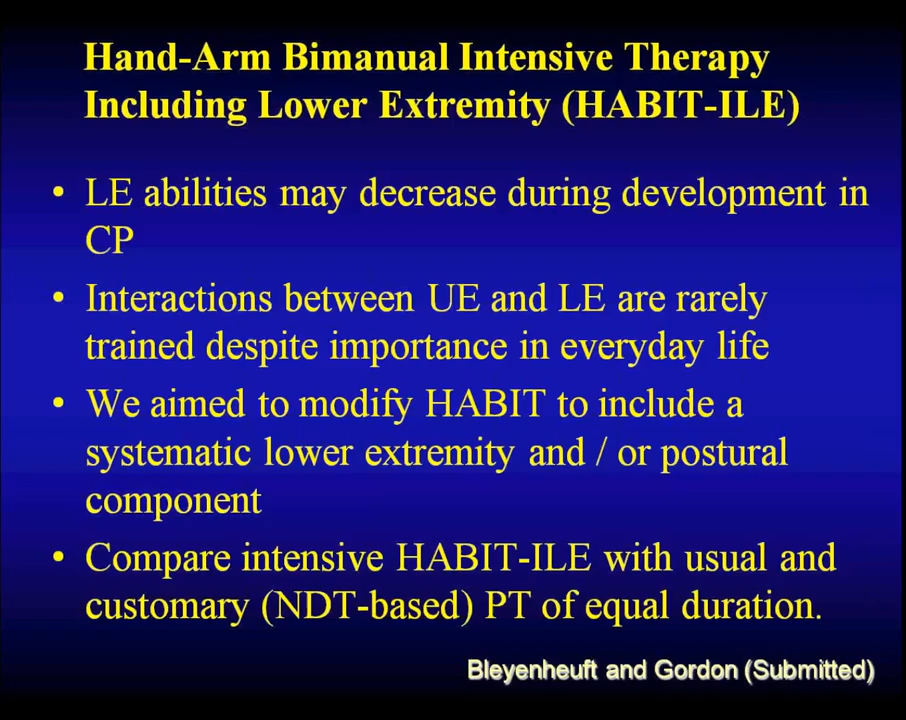 Hand-Arm Bimanual Intensive Therapy
Including Lower Extremity (HABIT-ILE)
• LE abilities may decrease during development in
CP
• Interactions between UE and LE are rarely
trained despite importance in everyday life
• We aimed to modify HABIT to include a
systematic lower extremity and / or postural
component
• Compare intensive HABIT-ILE with usual and
customary (NDT-based) PT of equal duration.
Bleyenheuft and Gordon (Submitted)